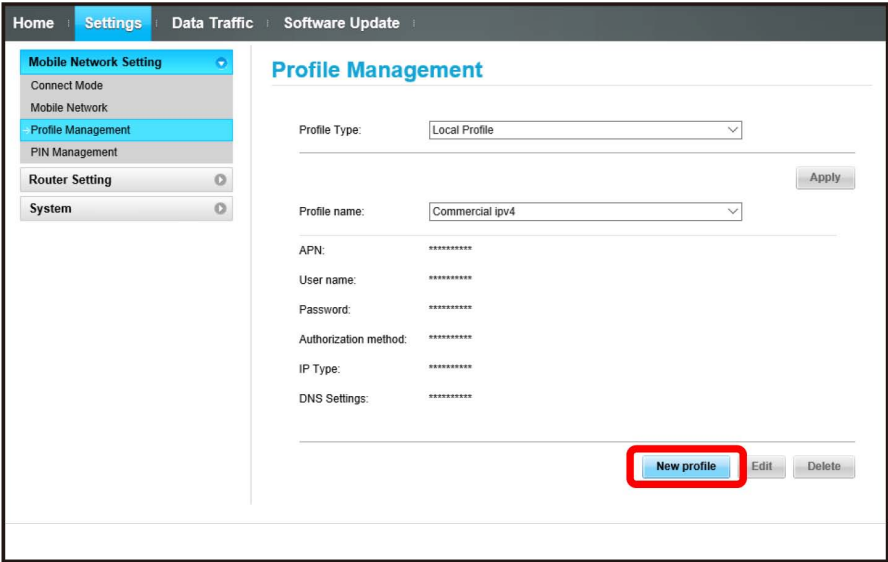 Home Settings Data Traffic Software Update
Mobile Network Setting
Connect Mode
Mobile Network
Profile Management
PIN Management
Router Setting
System
Profile Management
Profile Type: Local Profile
Apply
Profile name: Commercial ipv4
APN: **********
User name: **********
Password: **********
Authorization method: **********
IP Type: **********
DNS Settings: **********
New profile Edit Delete